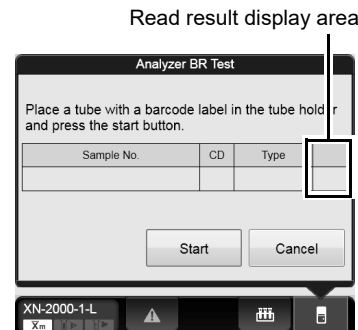 Read result display area
Analyzer BR Test
Place a tube with a barcode label in the tube holder
and press the start button.
Sample No. CD Type
Start Cancel
XN-2000-1-L
Xm